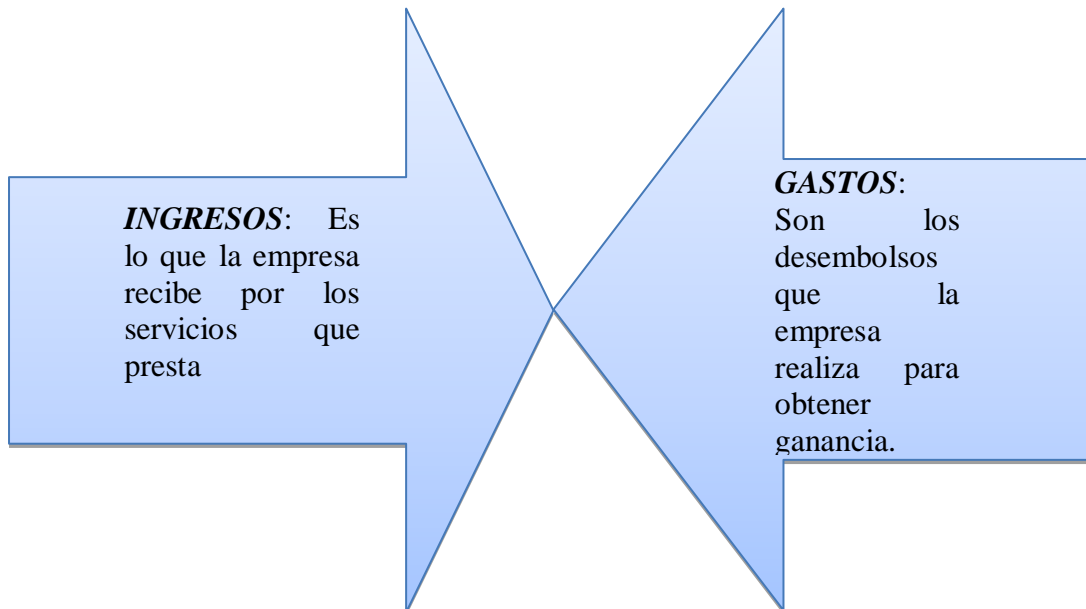 INGRESOS: Es
lo que la empresa
recibe por los
servicios que
presta
GASTOS:
Son los
desembolsos
que la
empresa
realiza para
obtener
ganancia.